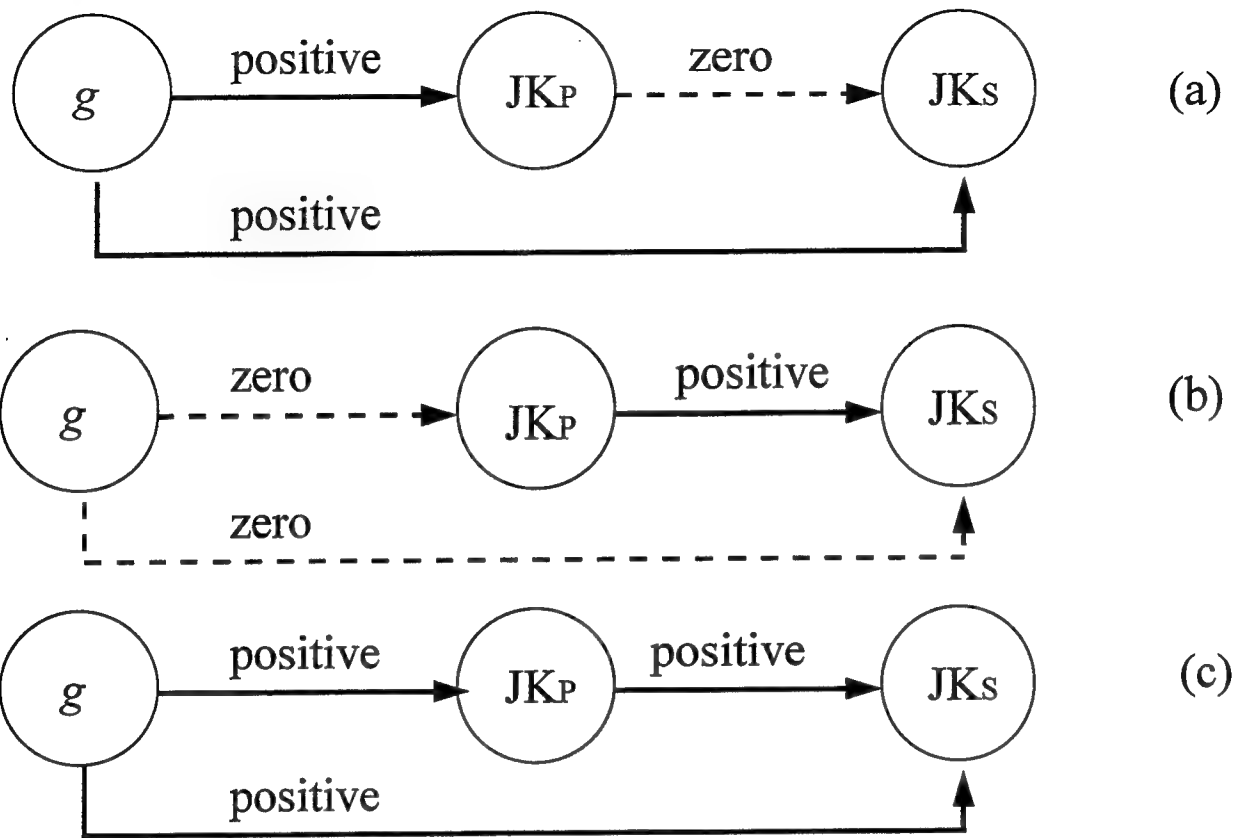 positive zero
g JKP JKS (a)
positive
zero positive
g JKP JKS (b)
zero
positive positive
g JKP JKS (c)
positive